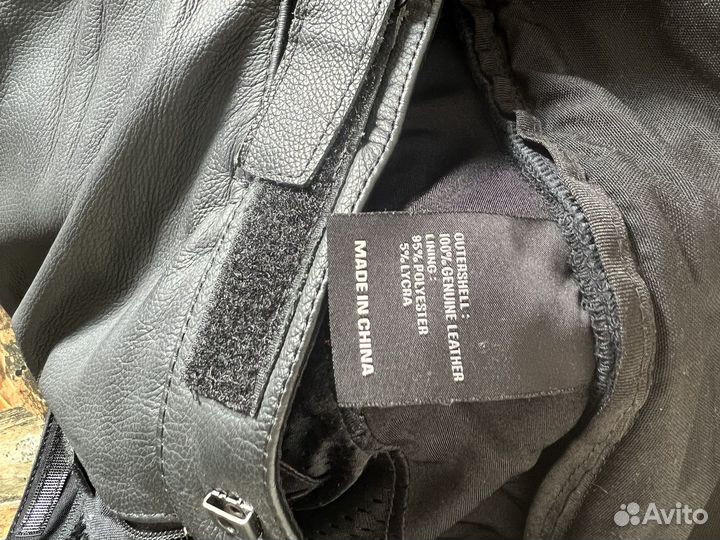 OUTERSHELL :
100% GENUINE LEATHER
LINING :
95% POLYESTER
5% LYCRA
MADE IN CHINA
Avito